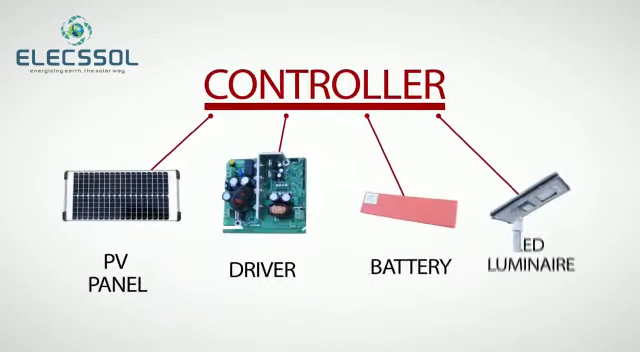 ELECSSOL
energizing earth, the solar way
CONTROLLER
PV
PANEL
DRIVER
BATTERY
LED
LUMINAIRE